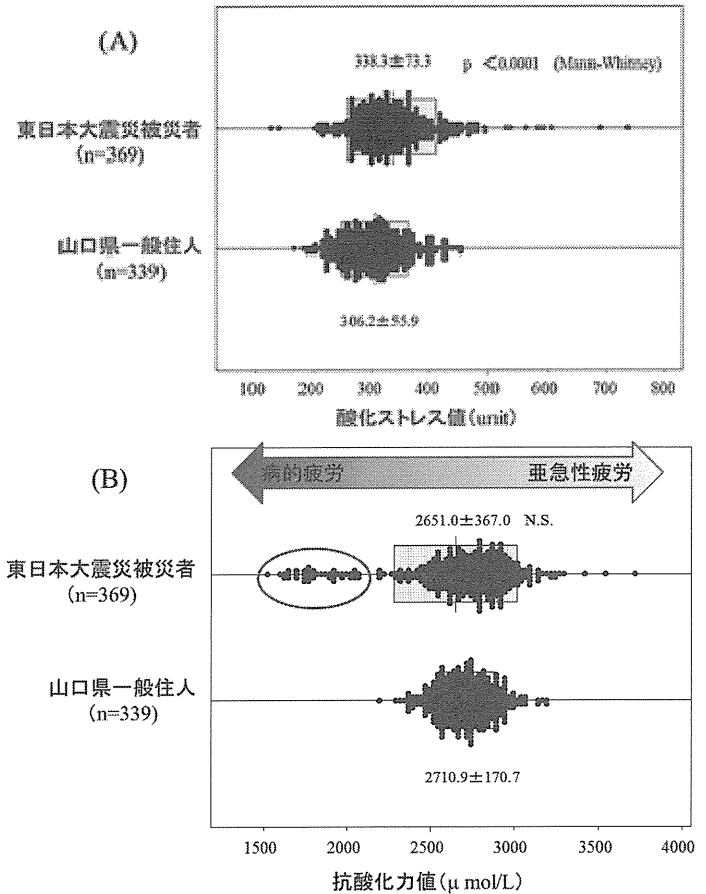 (A)
338.3±73.3 p <0.0001 (Mann-Whitney)
東日本大震災被災者
(n=369)
山口県一般住人
(n=339)
306.2±55.9
100 200 300 400 500 600 700 800
酸化ストレス値(unit)
(B)
病的疲労 亜急性疲労
2651.0±367.0 N.S.
東日本大震災被災者
(n=369)
山口県一般住人
(n=339)
2710.9±170.7
1500 2000 2500 3000 3500 4000
抗酸化力値(μ mol/L)